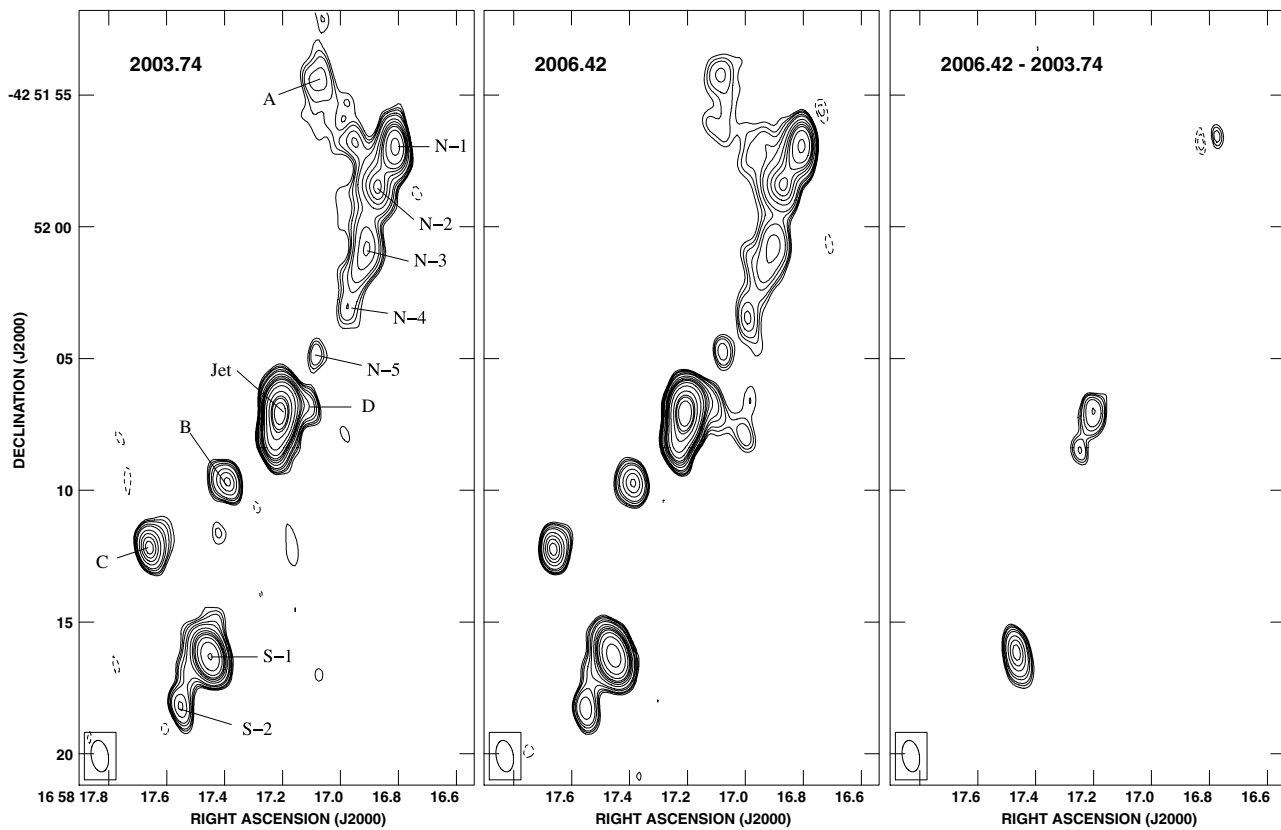 2003.74
2006.42
2006.42 - 2003.74
DECLINATION (J2000)
-42 51 55
52 00
05
10
15
20
A
N-1
N-2
N-3
N-4
N-5
Jet
D
B
C
S-1
S-2
16 58 17.8 17.6 17.4 17.2 17.0 16.8 16.6
17.6 17.4 17.2 17.0 16.8 16.6
17.6 17.4 17.2 17.0 16.8 16.6
RIGHT ASCENSION (J2000)
RIGHT ASCENSION (J2000)
RIGHT ASCENSION (J2000)